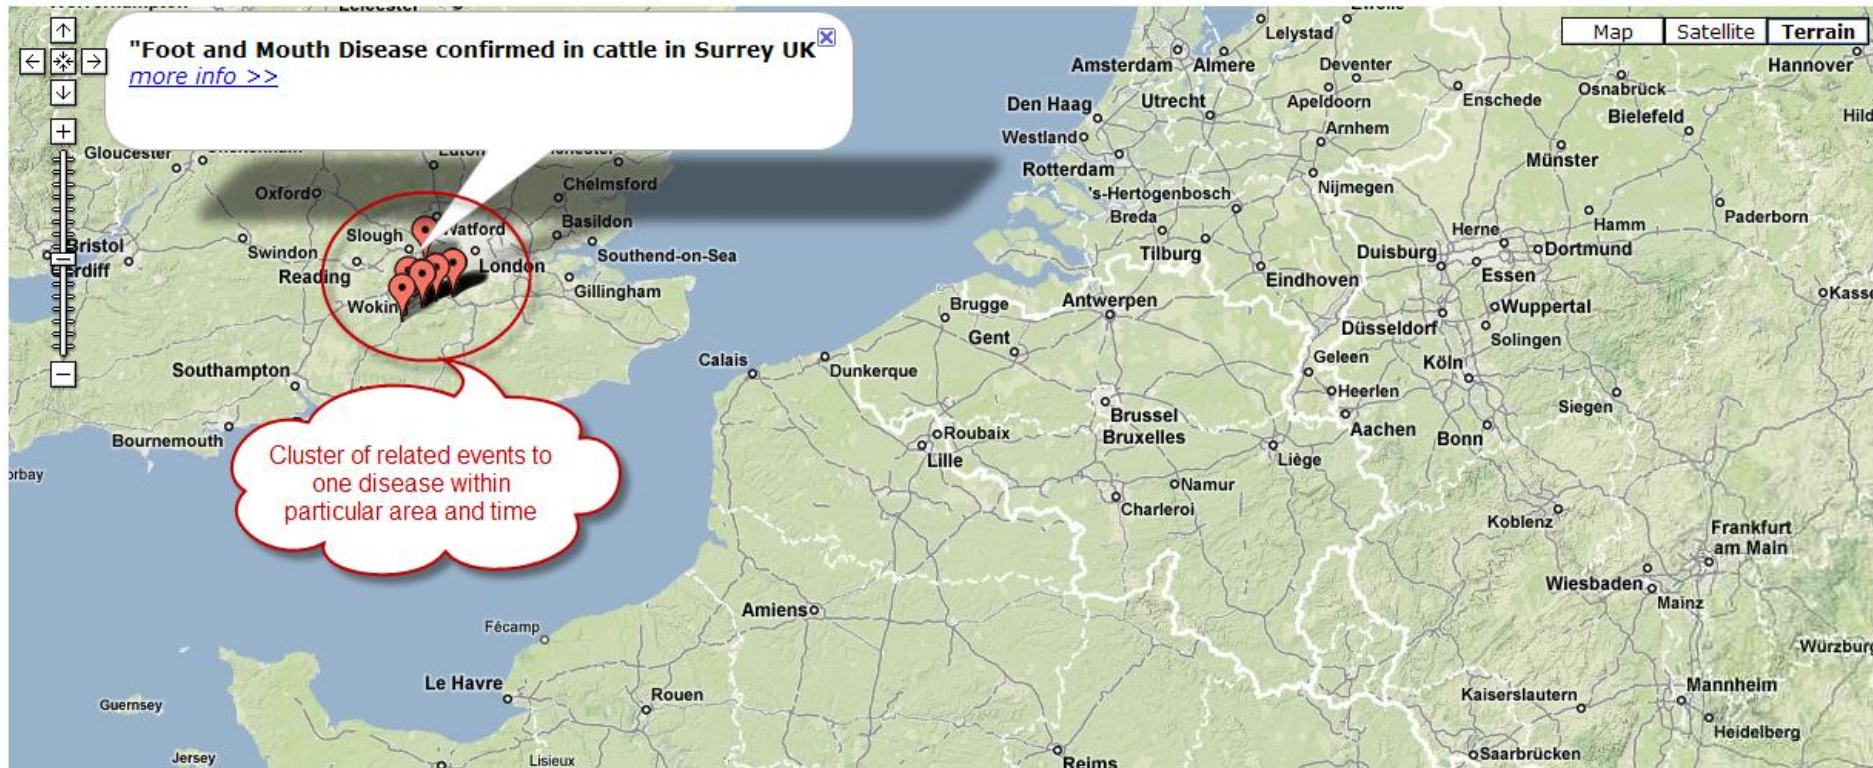 "Foot and Mouth Disease confirmed in cattle in Surrey UK
more info >>
Map
Satellite
Terrain
Lelystad
Amsterdam
Almere
Deventer
Hannover
Den Haag
Utrecht
Apeldoorn
Enschede
Osnabrück
Bielefeld
Westland
Arnhem
Münster
Gloucester
Rotterdam
Nijmegen
Oxford
Chelmsford
's-Hertogenbosch
Breda
Paderborn
Slough
Watford
Basildon
Hamm
Herne
Bristol
Swindon
London
Southend-on-Sea
Tilburg
Duisburg
Dortmund
Essen
Reading
Gillingham
Eindhoven
Brugge
Antwerpen
Wuppertal
Gent
Düsseldorf
Solingen
Calais
Dunkerque
Geleen
Köln
Southampton
Heerlen
Siegen
Bournemouth
Brussel
Bruxelles
Roubaix
Lille
Aachen
Bonn
Liège
Cluster of related events to
one disease within
particular area and time
Namur
Charleroi
Koblenz
Frankfurt
am Main
Wiesbaden
Mainz
Amiens
Fécamp
Le Havre
Rouen
Guernsey
Kaiserslautern
Mannheim
Heidelberg
Jersey
Lisieux
Reims
Saarbrücken